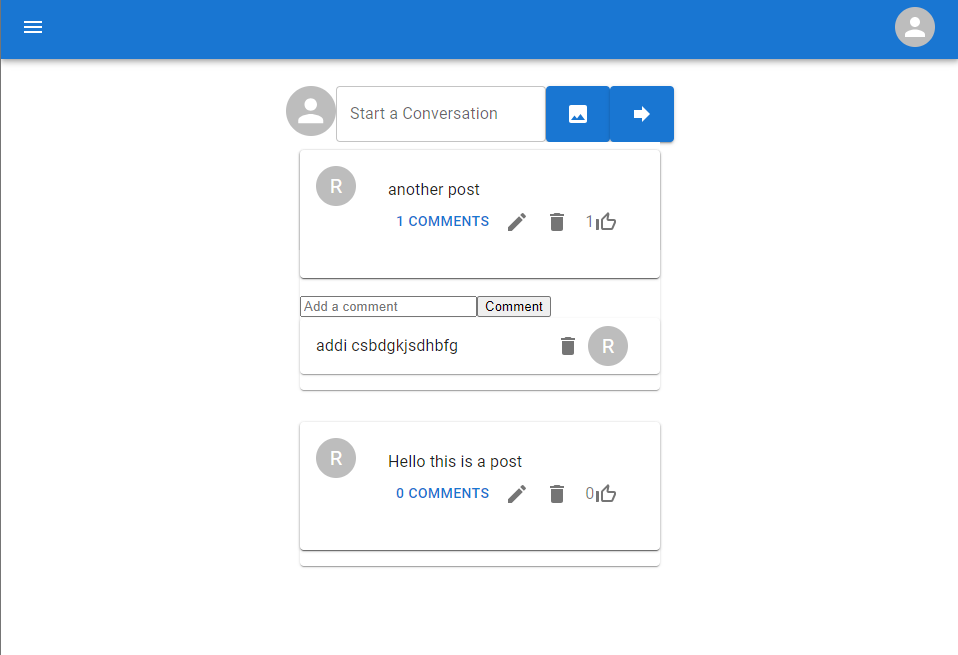 Start a Conversation
R
another post
1 COMMENTS
1
Add a comment
Comment
addi csbdgkjsdhbfg
R
R
Hello this is a post
0 COMMENTS
0